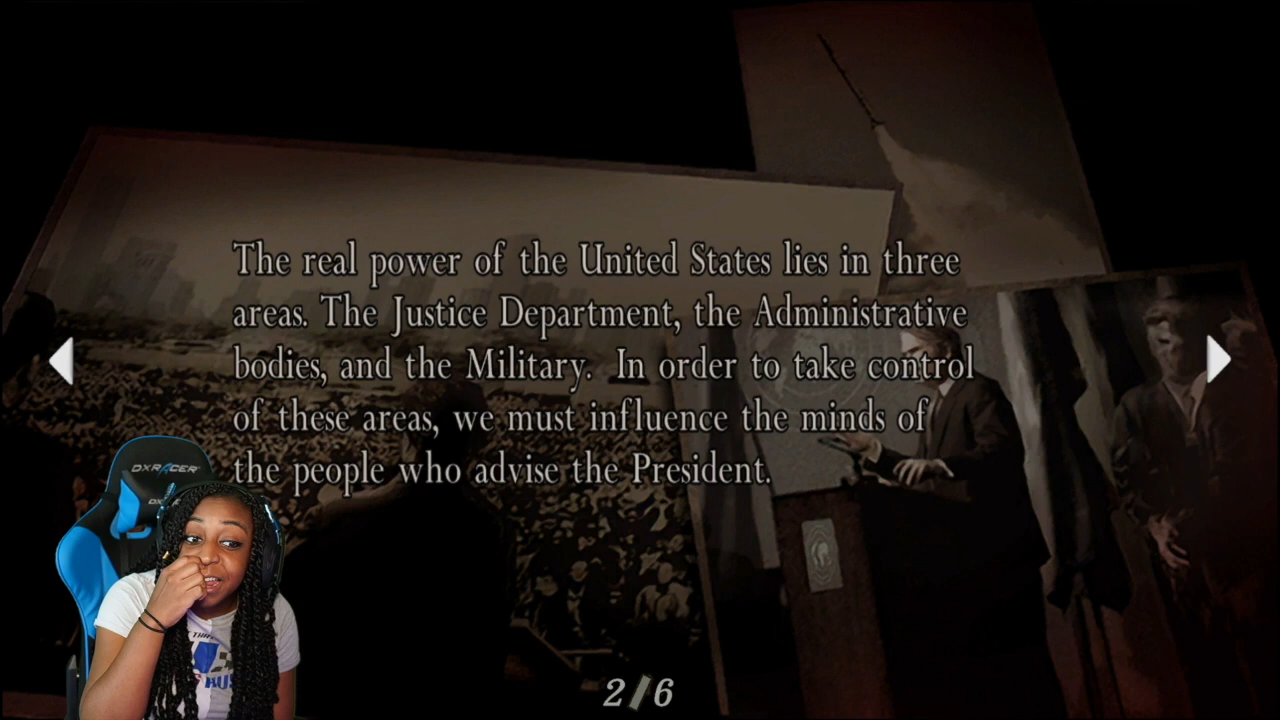 The real power of the United States lies in three
areas. The Justice Department, the Administrative
bodies, and the Military. In order to take control
of these areas, we must influence the minds of
the people who advise the President.
DXRACER
2/6